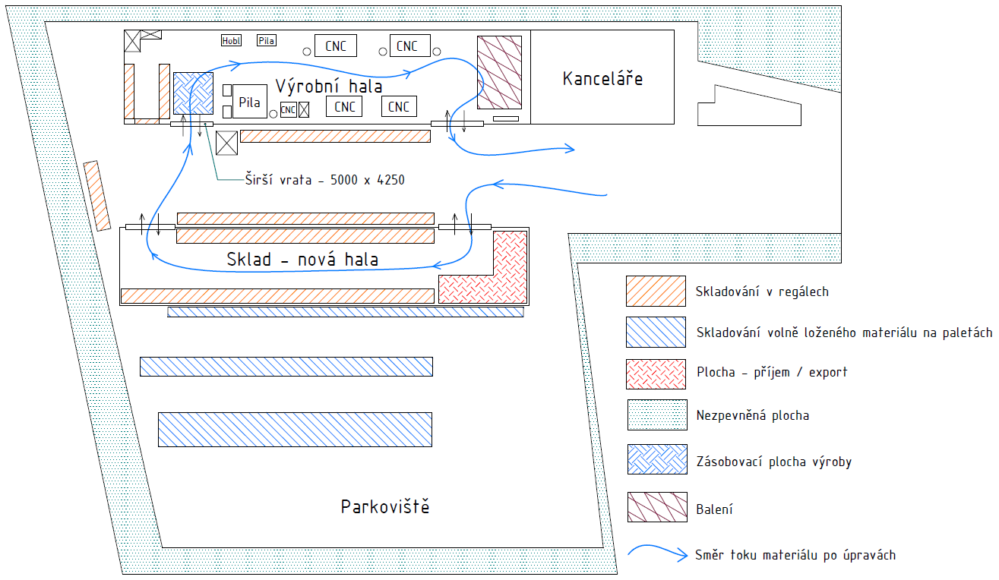 Hobl
Pila
CNC
CNC
Výrobní hala
Kanceláře
Pila
CNC
CNC
CNC
Širší vrata - 5000 x 4250
Sklad - nová hala
Parkoviště
Skladování v regálech
Skladování volně loženého materiálu na paletách
Plocha - příjem / export
Nezpevněná plocha
Zásobovací plocha výroby
Balení
Směr toku materiálu po úpravách